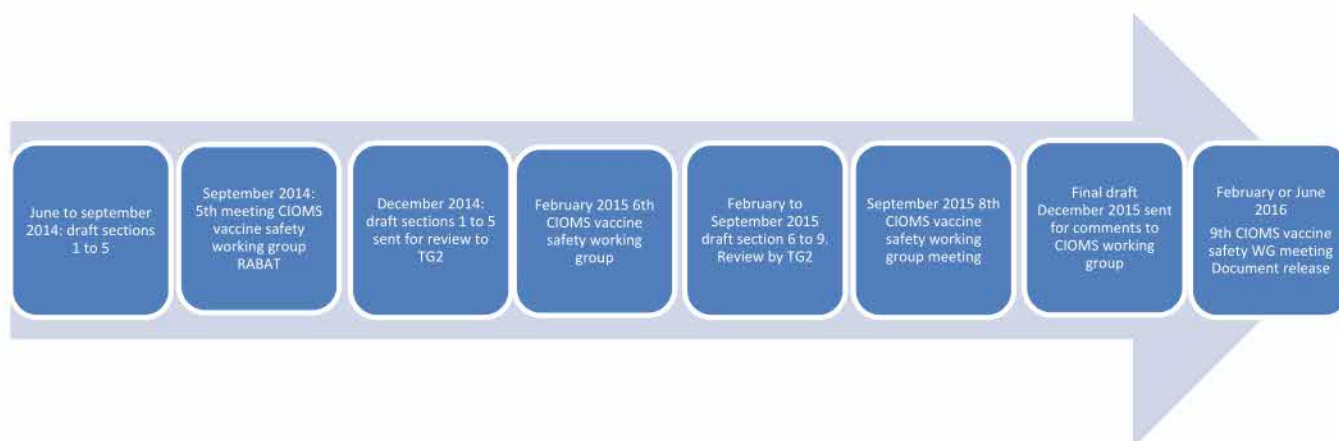 June to september
2014: draft sections
1 to 5
September 2014:
5th meeting CIOMS
vaccine safety
working group
RABAT
December 2014:
draft sections 1 to 5
sent for review to
TG2
February 2015 6th
CIOMS vaccine
safety working
group
February to
September 2015
draft section 6 to 9.
Review by TG2
September 2015 8th
CIOMS vaccine
safety working
group meeting
Final draft
December 2015 sent
for comments to
CIOMS working
group
February or June
2016
9th CIOMS vaccine
safety WG meeting
Document release